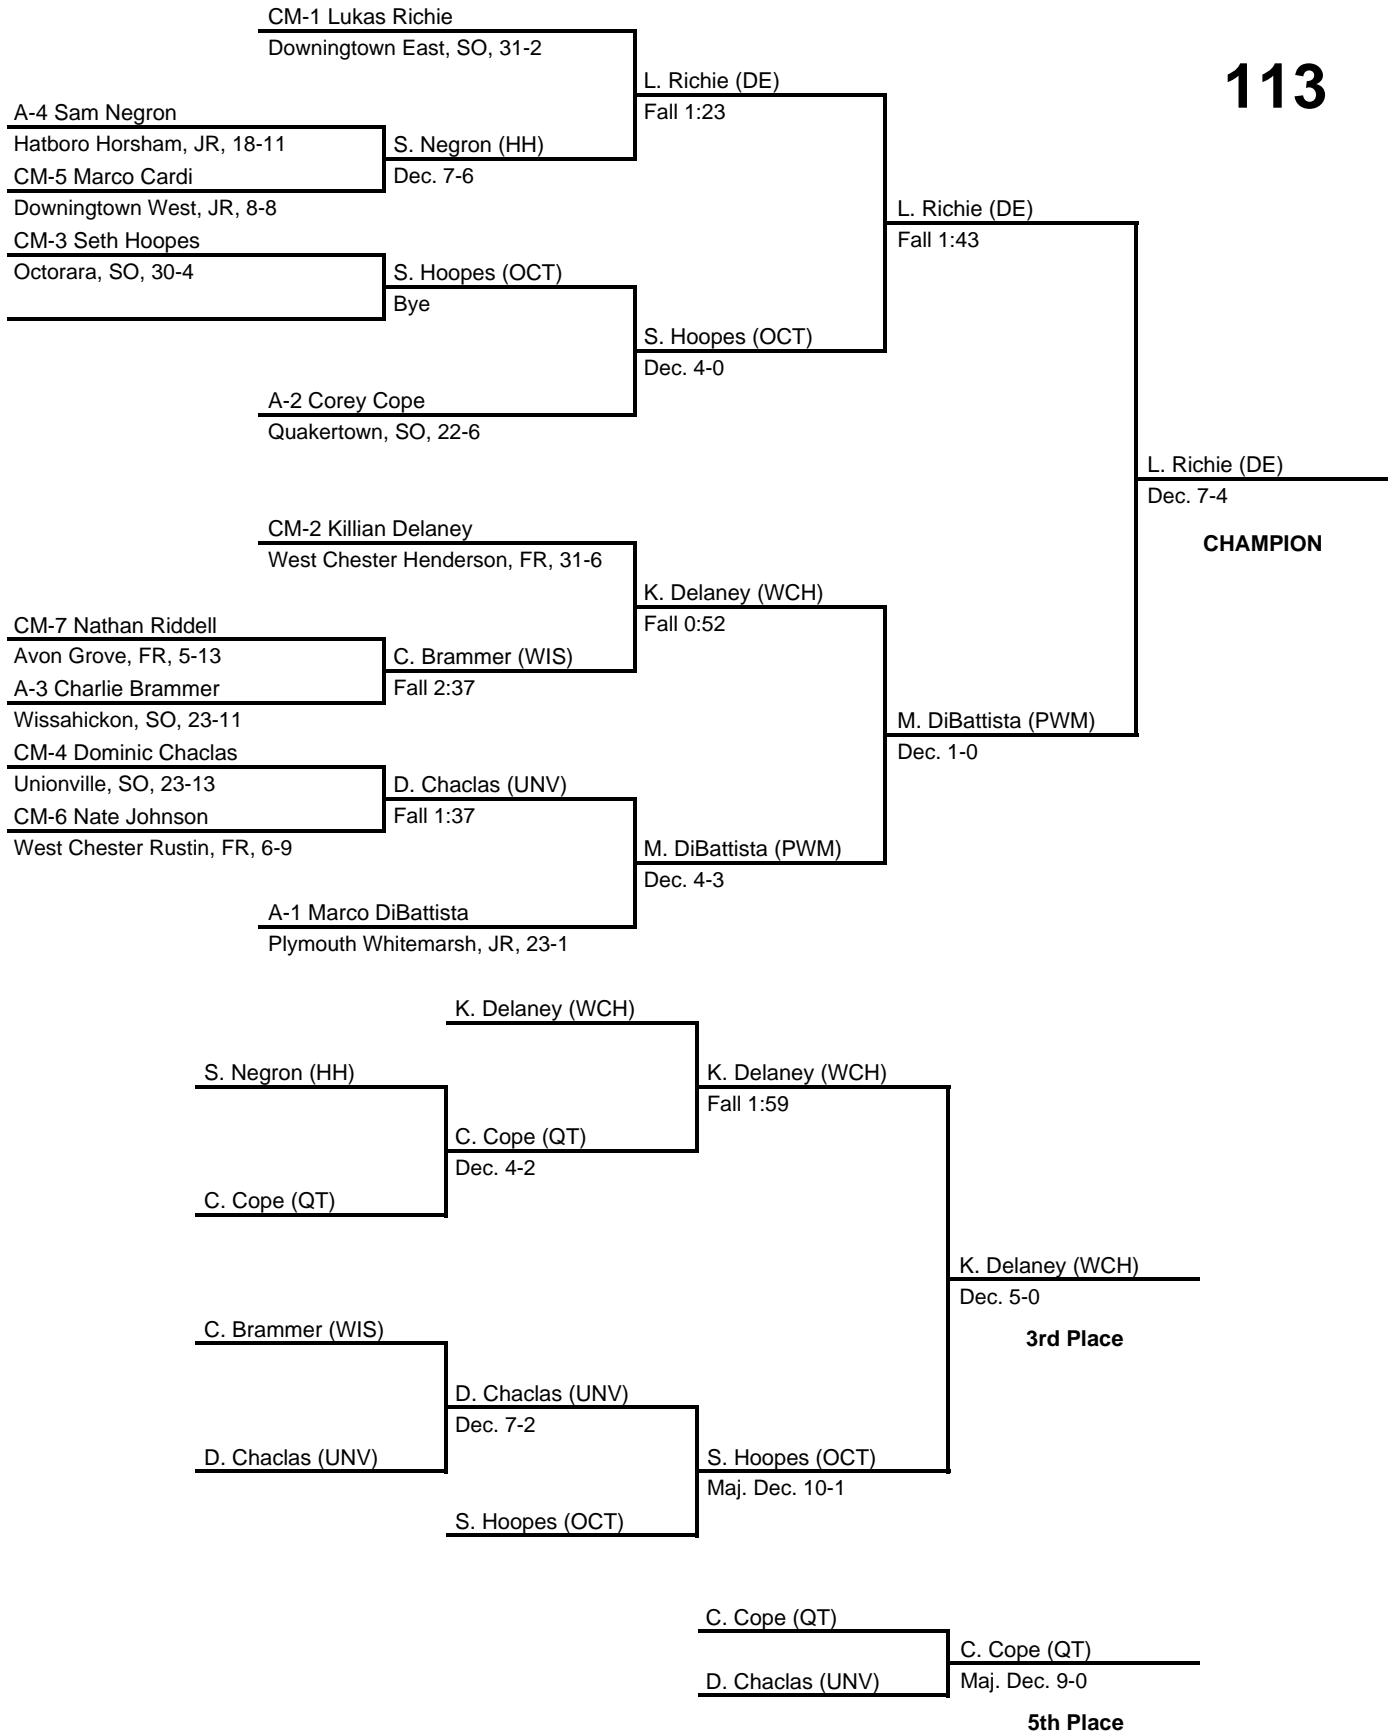 CM-1 Lukas Richie
Downingtown East, SO, 31-2
113
L. Richie (DE)
Fall 1:23
A-4 Sam Negron
Hatboro Horsham, JR, 18-11
S. Negron (HH)
CM-5 Marco Cardi
Dec. 7-6
Downingtown West, JR, 8-8
L. Richie (DE)
CM-3 Seth Hoopes
Fall 1:43
Octorara, SO, 30-4
S. Hoopes (OCT)
Bye
S. Hoopes (OCT)
Dec. 4-0
A-2 Corey Cope
Quakertown, SO, 22-6
L. Richie (DE)
Dec. 7-4
CHAMPION
CM-2 Killian Delaney
West Chester Henderson, FR, 31-6
K. Delaney (WCH)
Fall 0:52
CM-7 Nathan Riddell
Avon Grove, FR, 5-13
C. Brammer (WIS)
A-3 Charlie Brammer
Fall 2:37
Wissahickon, SO, 23-11
M. DiBattista (PWM)
CM-4 Dominic Chaclas
Dec. 1-0
Unionville, SO, 23-13
D. Chaclas (UNV)
CM-6 Nate Johnson
Fall 1:37
West Chester Rustin, FR, 6-9
M. DiBattista (PWM)
Dec. 4-3
A-1 Marco DiBattista
Plymouth Whitemarsh, JR, 23-1
K. Delaney (WCH)
S. Negron (HH)
K. Delaney (WCH)
Fall 1:59
C. Cope (QT)
Dec. 4-2
C. Cope (QT)
K. Delaney (WCH)
Dec. 5-0
3rd Place
C. Brammer (WIS)
D. Chaclas (UNV)
Dec. 7-2
D. Chaclas (UNV)
S. Hoopes (OCT)
Maj. Dec. 10-1
S. Hoopes (OCT)
C. Cope (QT)
C. Cope (QT)
D. Chaclas (UNV)
Maj. Dec. 9-0
5th Place